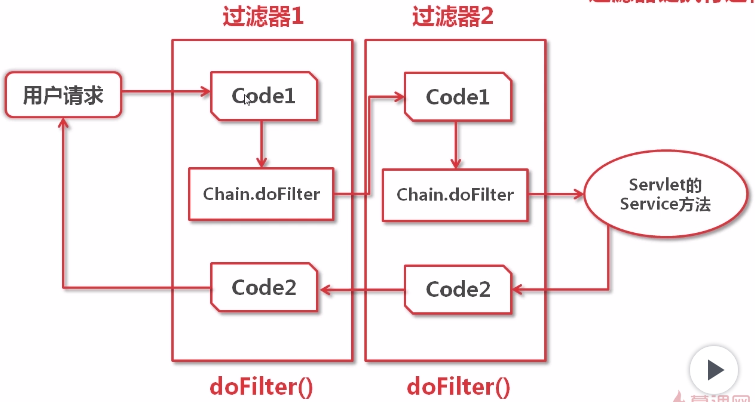 过滤器1
过滤器2
用户请求
Code1
Code1
Chain.doFilter
Chain.doFilter
Servlet的
Service方法
Code2
Code2
doFilter()
doFilter()